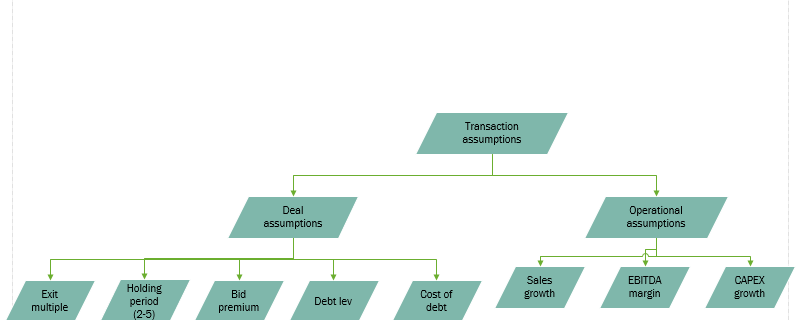 Transaction
assumptions
Deal
assumptions
Operational
assumptions
Exit
multiple
Holding
period
(2-5)
Bid
premium
Debt lev
Cost of
debt
Sales
growth
EBITDA
margin
CAPEX
growth